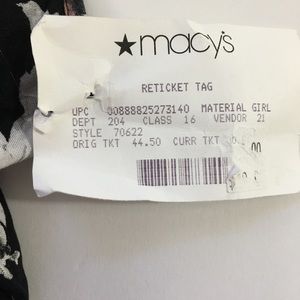 ★macy's
RETICKET TAG
UPC 00888825273140 MATERIAL GIRL
DEPT 204 CLASS 16 VENDOR 21
STYLE 70622
ORIG TKT 44.50 CURR TKT
00